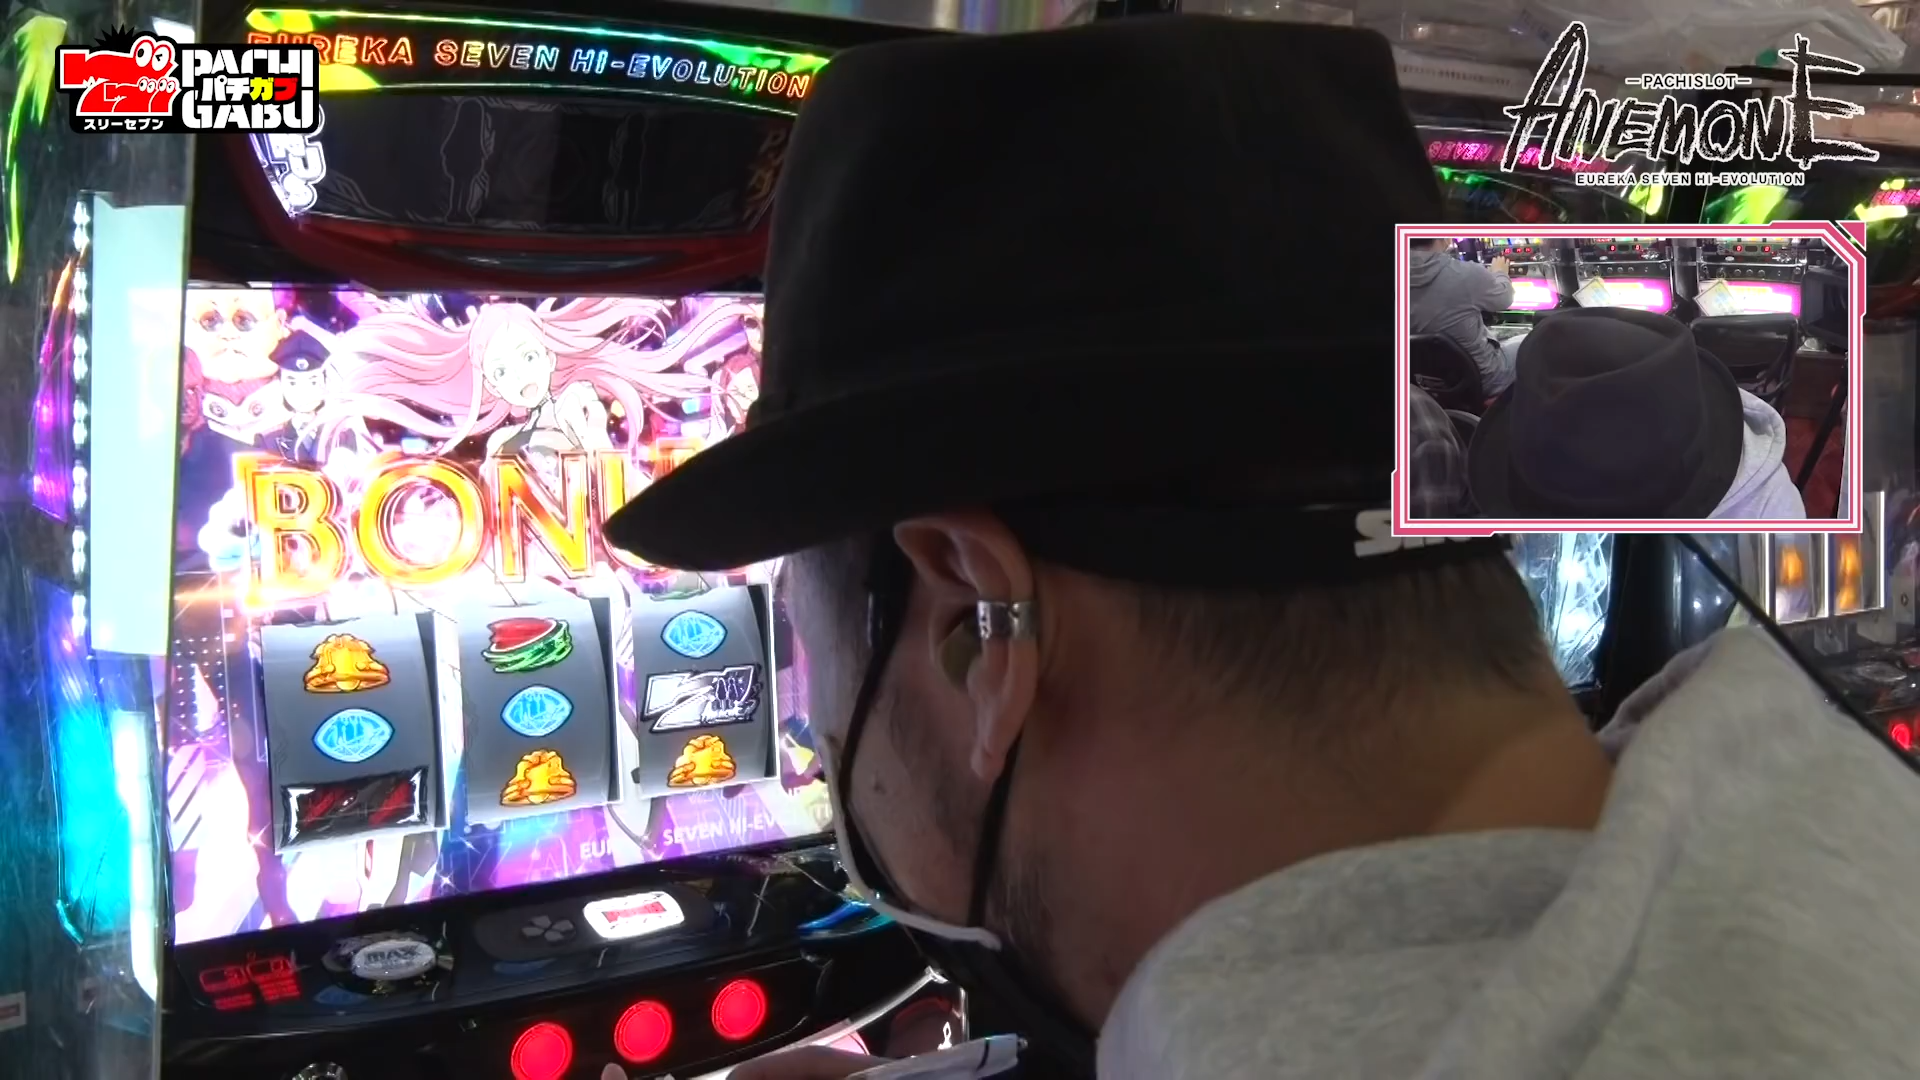 PACHI
パチガブ
GABU
スリーセブン
EUREKA SEVEN HI-EVOLUTION
—PACHISLOT—
ANEMONE
EUREKA SEVEN HI-EVOLUTION
SEVEN HI-EV
BONU
MAX